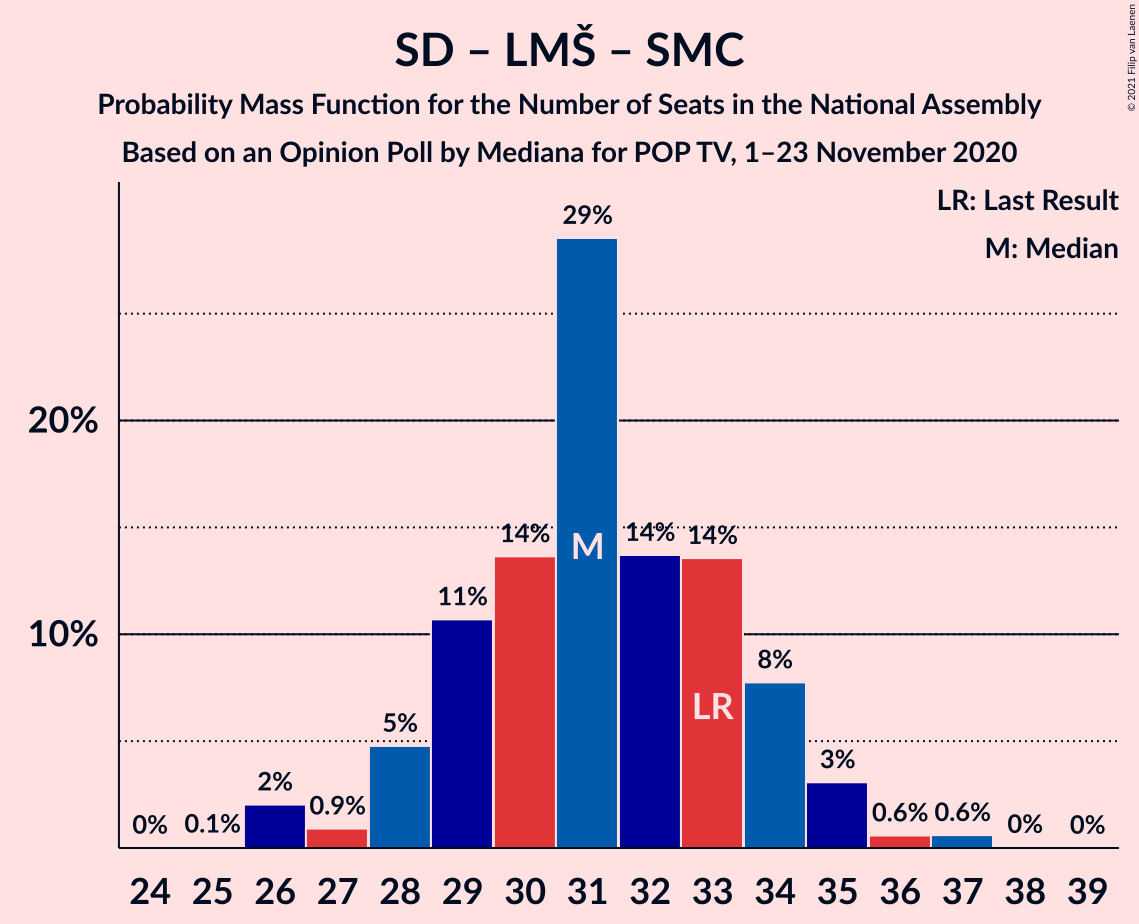 SD – LMŠ – SMC
Probability Mass Function for the Number of Seats in the National Assembly
Based on an Opinion Poll by Mediana for POP TV, 1–23 November 2020
© 2021 Filip van Laenen
LR: Last Result
M: Median
20%
10%
0%
0.1%
2%
0.9%
5%
11%
14%
29%
14%
14%
8%
3%
0.6%
0.6%
0%
0%
M
LR
24 25 26 27 28 29 30 31 32 33 34 35 36 37 38 39